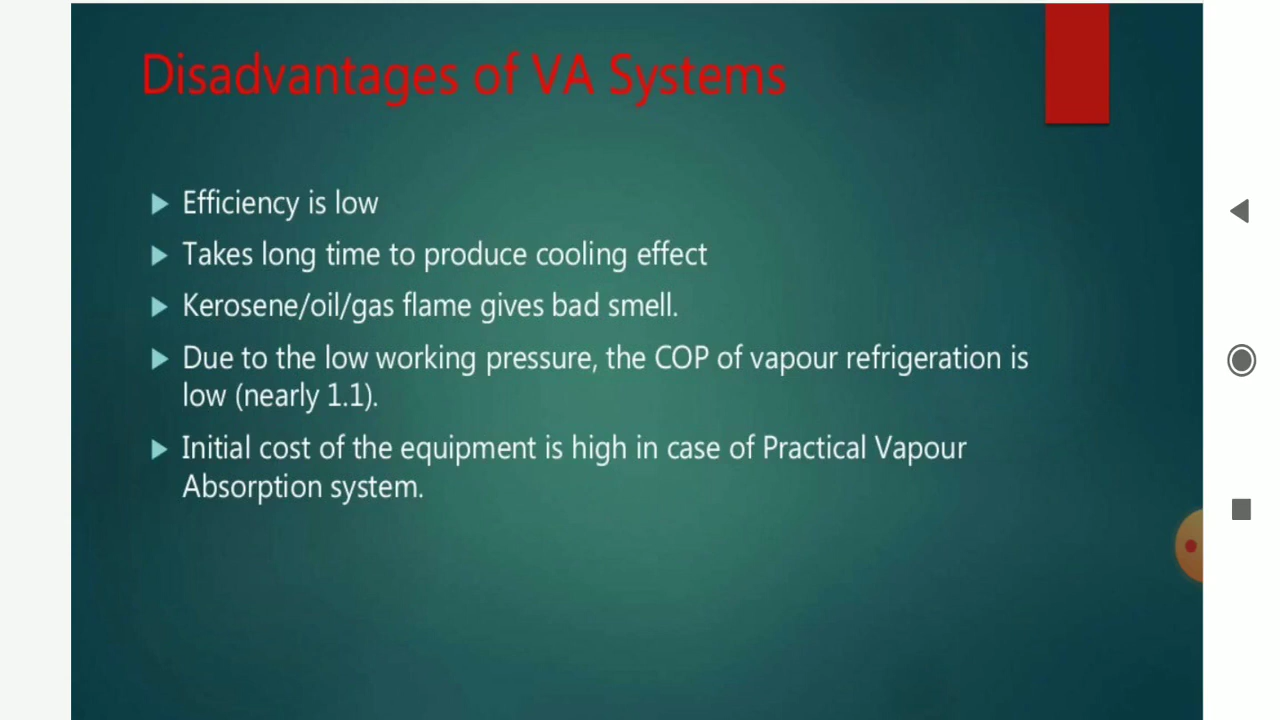 Disadvantages of VA Systems
Efficiency is low
Takes long time to produce cooling effect
Kerosene/oil/gas flame gives bad smell.
Due to the low working pressure, the COP of vapour refrigeration is
low (nearly 1.1).
Initial cost of the equipment is high in case of Practical Vapour
Absorption system.